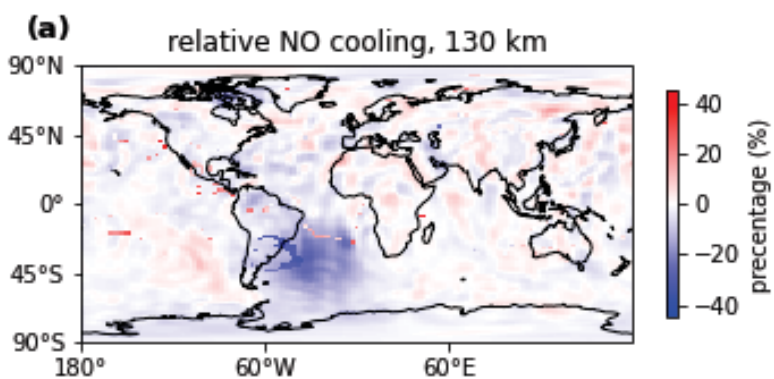 (a)
relative NO cooling, 130 km
90°N
45°N
0°
45°S
90°S
180°
60°W
60°E
40
20
0
−20
−40
precentage (%)